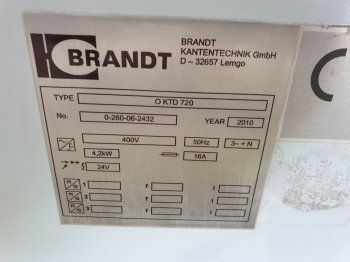 BRANDT
BRANDT
KANTENTECHNIK GmbH
D – 32657 Lemgo
TYPE O KTD 720
No. 0-260-06-2432 YEAR 2010
400V 50Hz 3~ + N
4,2kW 16A
24V
1 f I
2 f I
3 f I